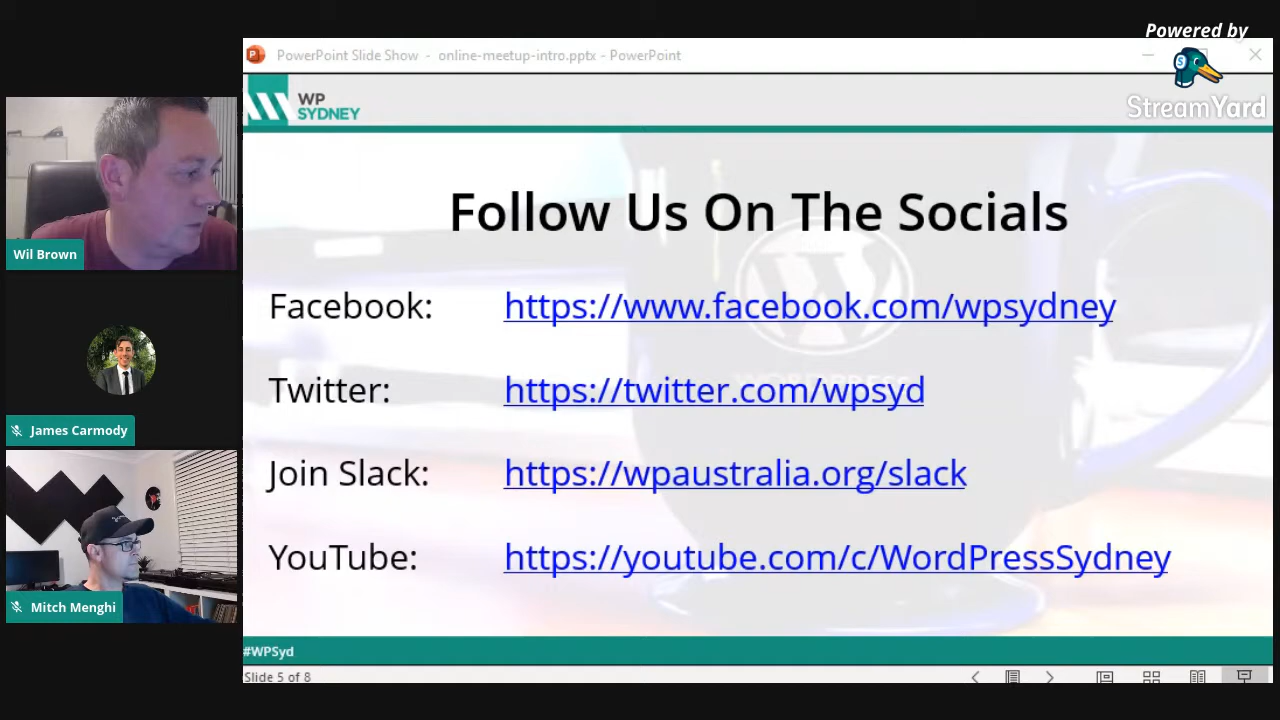 Powered by
StreamYard
PowerPoint Slide Show - online-meetup-intro.pptx - PowerPoint
WP
SYDNEY
Follow Us On The Socials
Facebook: https://www.facebook.com/wpsydney
Twitter: https://twitter.com/wpsyd
Join Slack: https://wpaustralia.org/slack
YouTube: https://youtube.com/c/WordPressSydney
#WPSyd
Slide 5 of 8
Wil Brown
James Carmody
Mitch Menghi